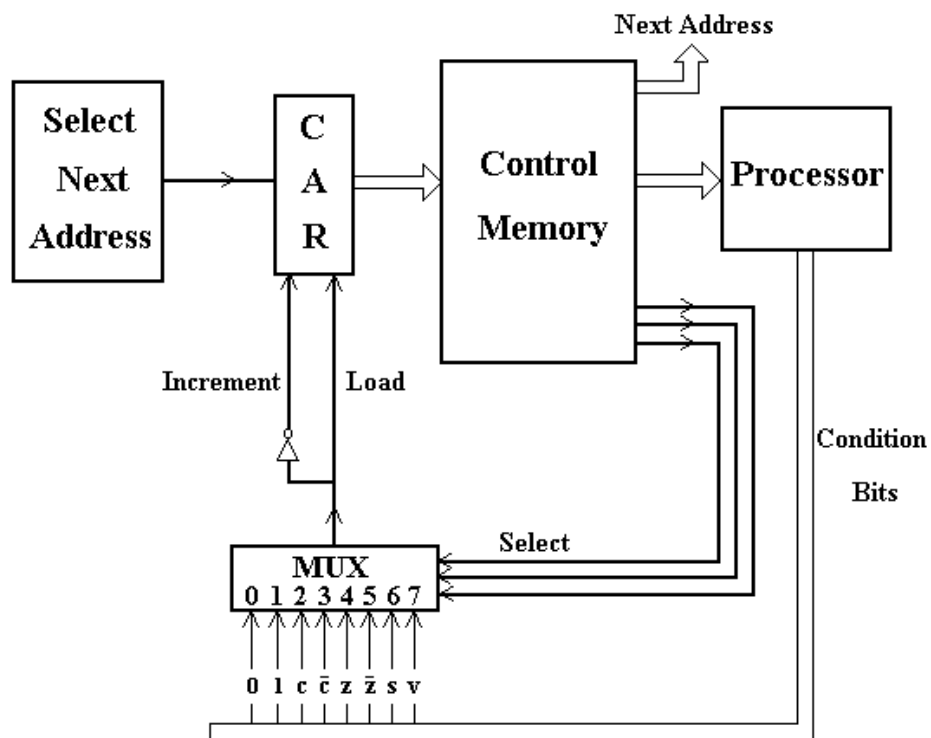 Next Address
Select
Next
Address
C
A
R
Control
Memory
Processor
Increment
Load
Condition
Bits
Select
MUX
0 1 2 3 4 5 6 7
0 1 c c̄ z z̄ s v